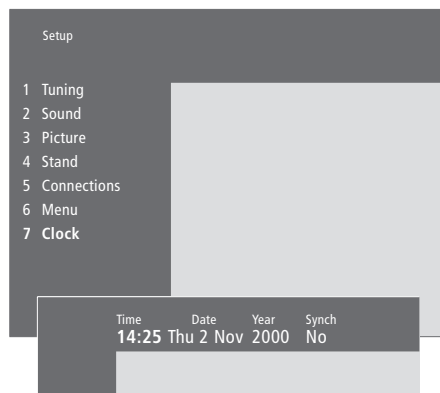 Setup
1 Tuning
2 Sound
3 Picture
4 Stand
5 Connections
6 Menu
7 Clock
Time Date Year Synch
14:25 Thu 2 Nov 2000 No